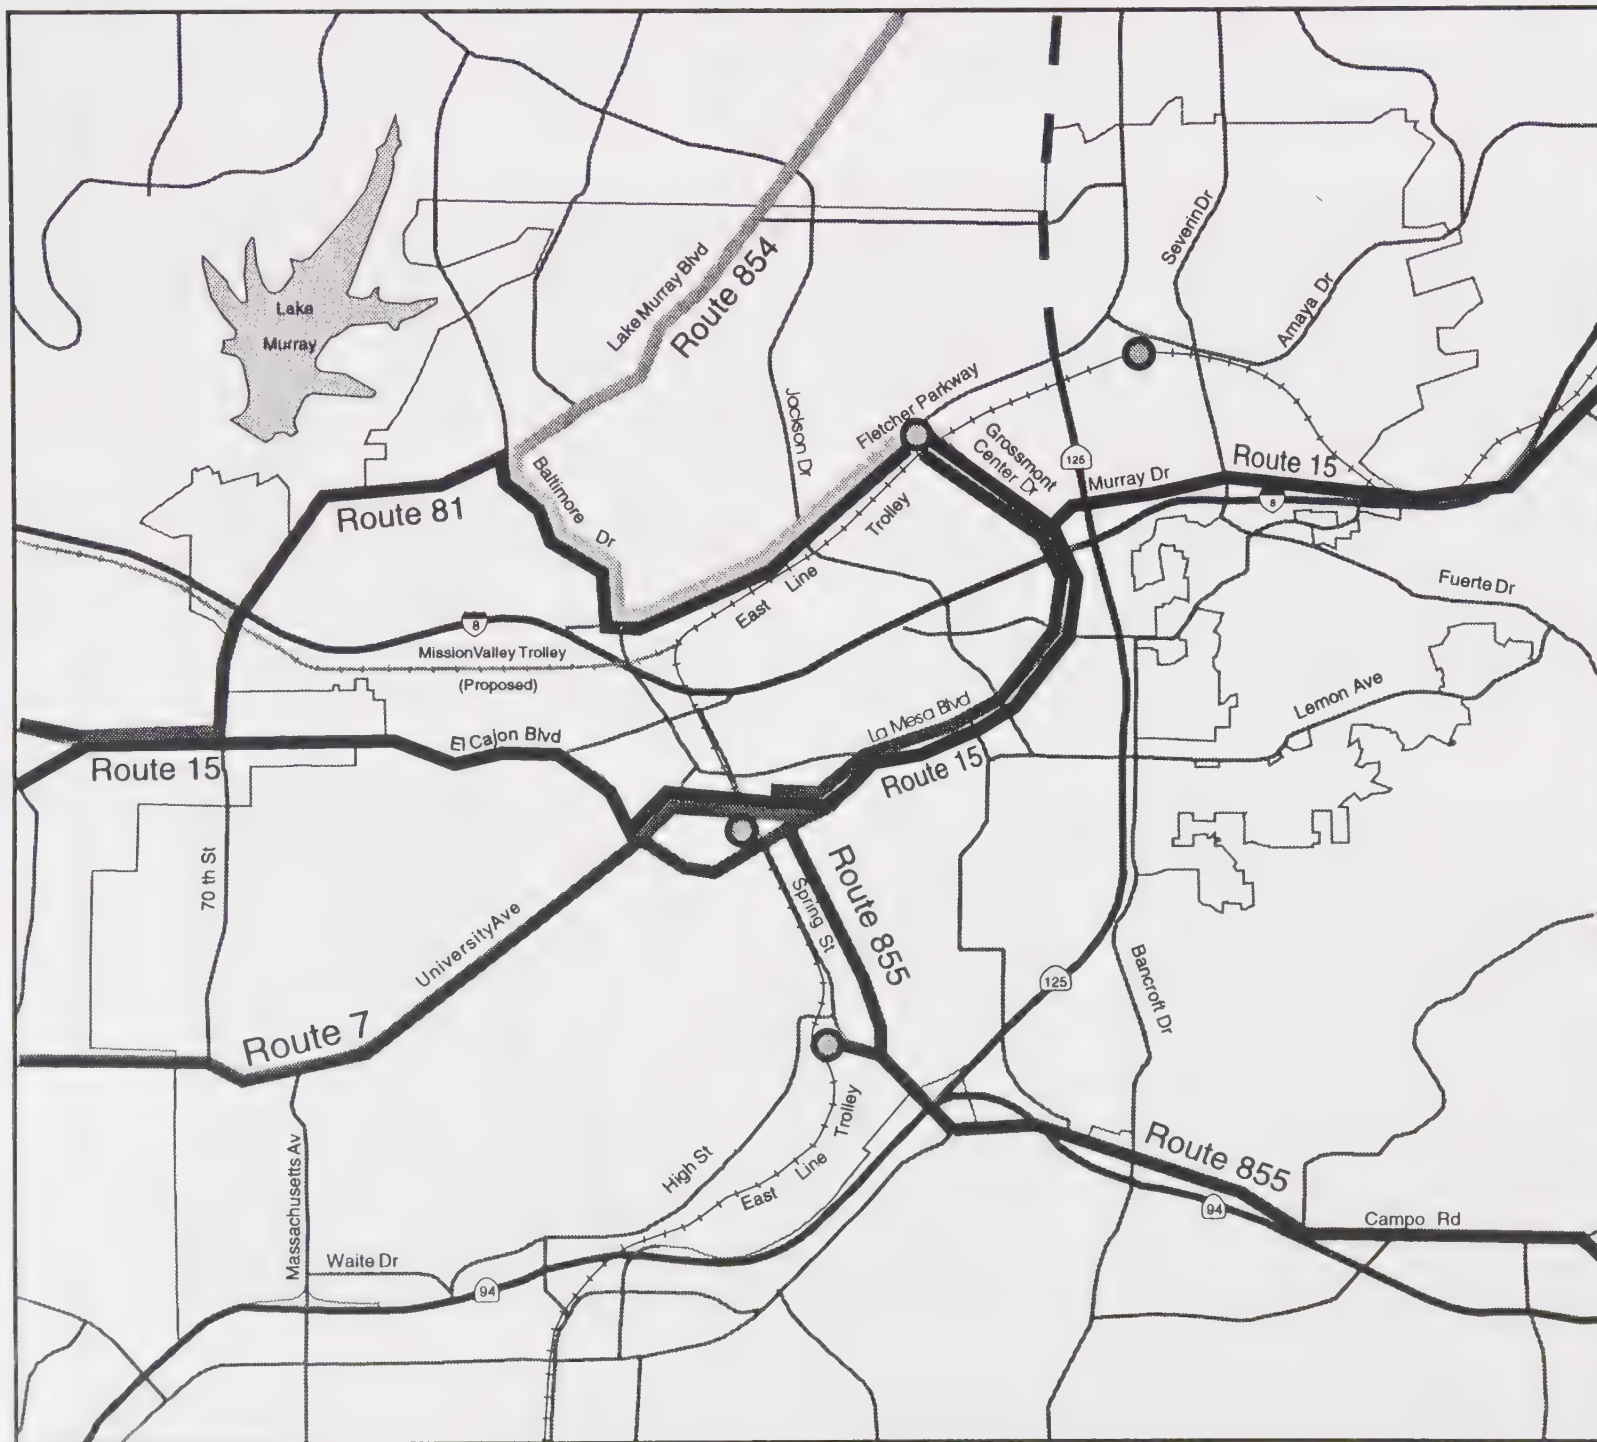 Severin Dr
Lake Murray Blvd
Route 854
Amaya Dr
Lake
Murray
Fletcher Parkway
Jackson Dr
Grossmont
Center Dr
125
Murray Dr
Route 15
8
Baltimore Dr
Route 81
East Line Trolley
Fuerte Dr
8
Mission Valley Trolley
(Proposed)
Lemon Ave
La Mesa Blvd
El Cajon Blvd
Route 15
Route 15
70 th St
University Ave
Spring St
Route 855
Bancroft Dr
125
Route 7
High St
East Line Trolley
Massachusetts Av
Route 855
94
Campo Rd
Waite Dr
94